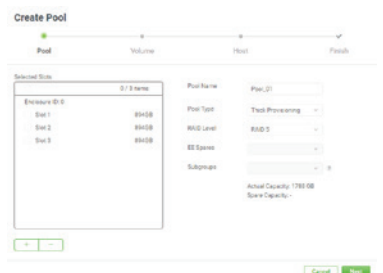 Create Pool
Pool
Volume
Host
Finish
Selected Slots
3 / 3 items
Enclosure ID: 0
Slot 1 894GB
Slot 2 894GB
Slot 3 894GB
Pool Name Pool_01
Pool Type Thick Provisioning
RAID Level RAID 5
EE Spares
Subgroups
Actual Capacity: 1788 GB
Spare Capacity: -
+ -
Cancel Next